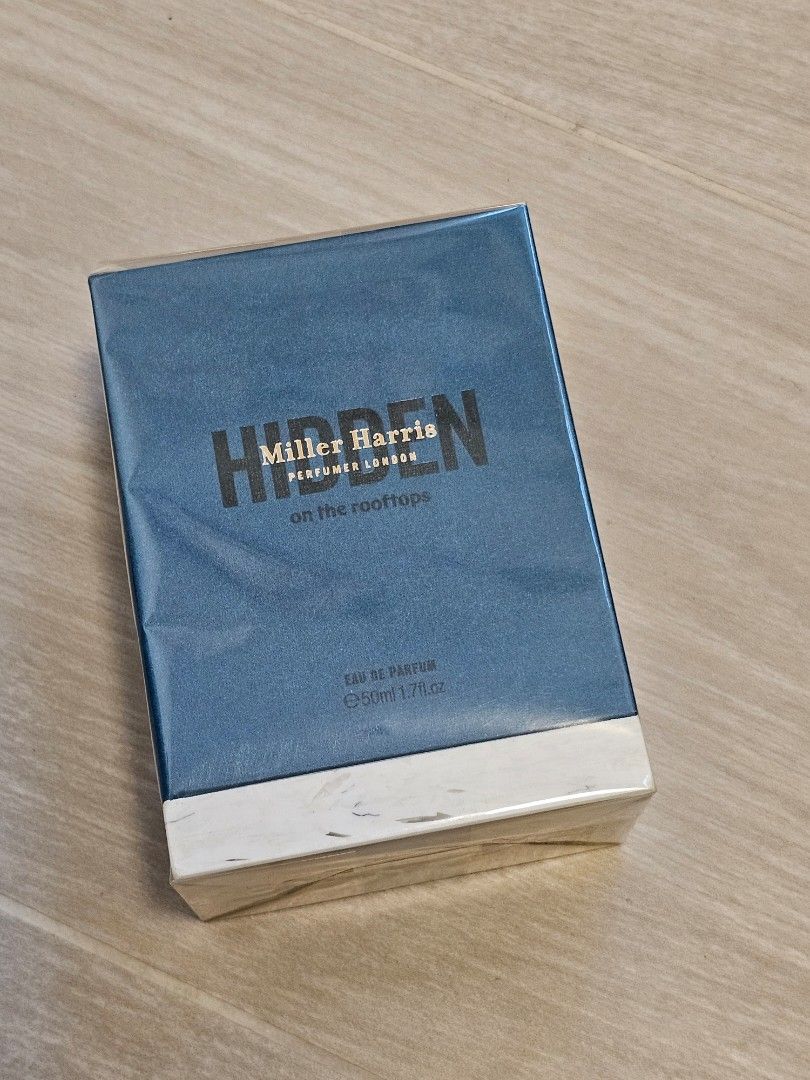 HIDDEN
Miller Harris
PERFUMER LONDON
on the rooftops
EAU DE PARFUM
℮50ml 1.7fl.oz